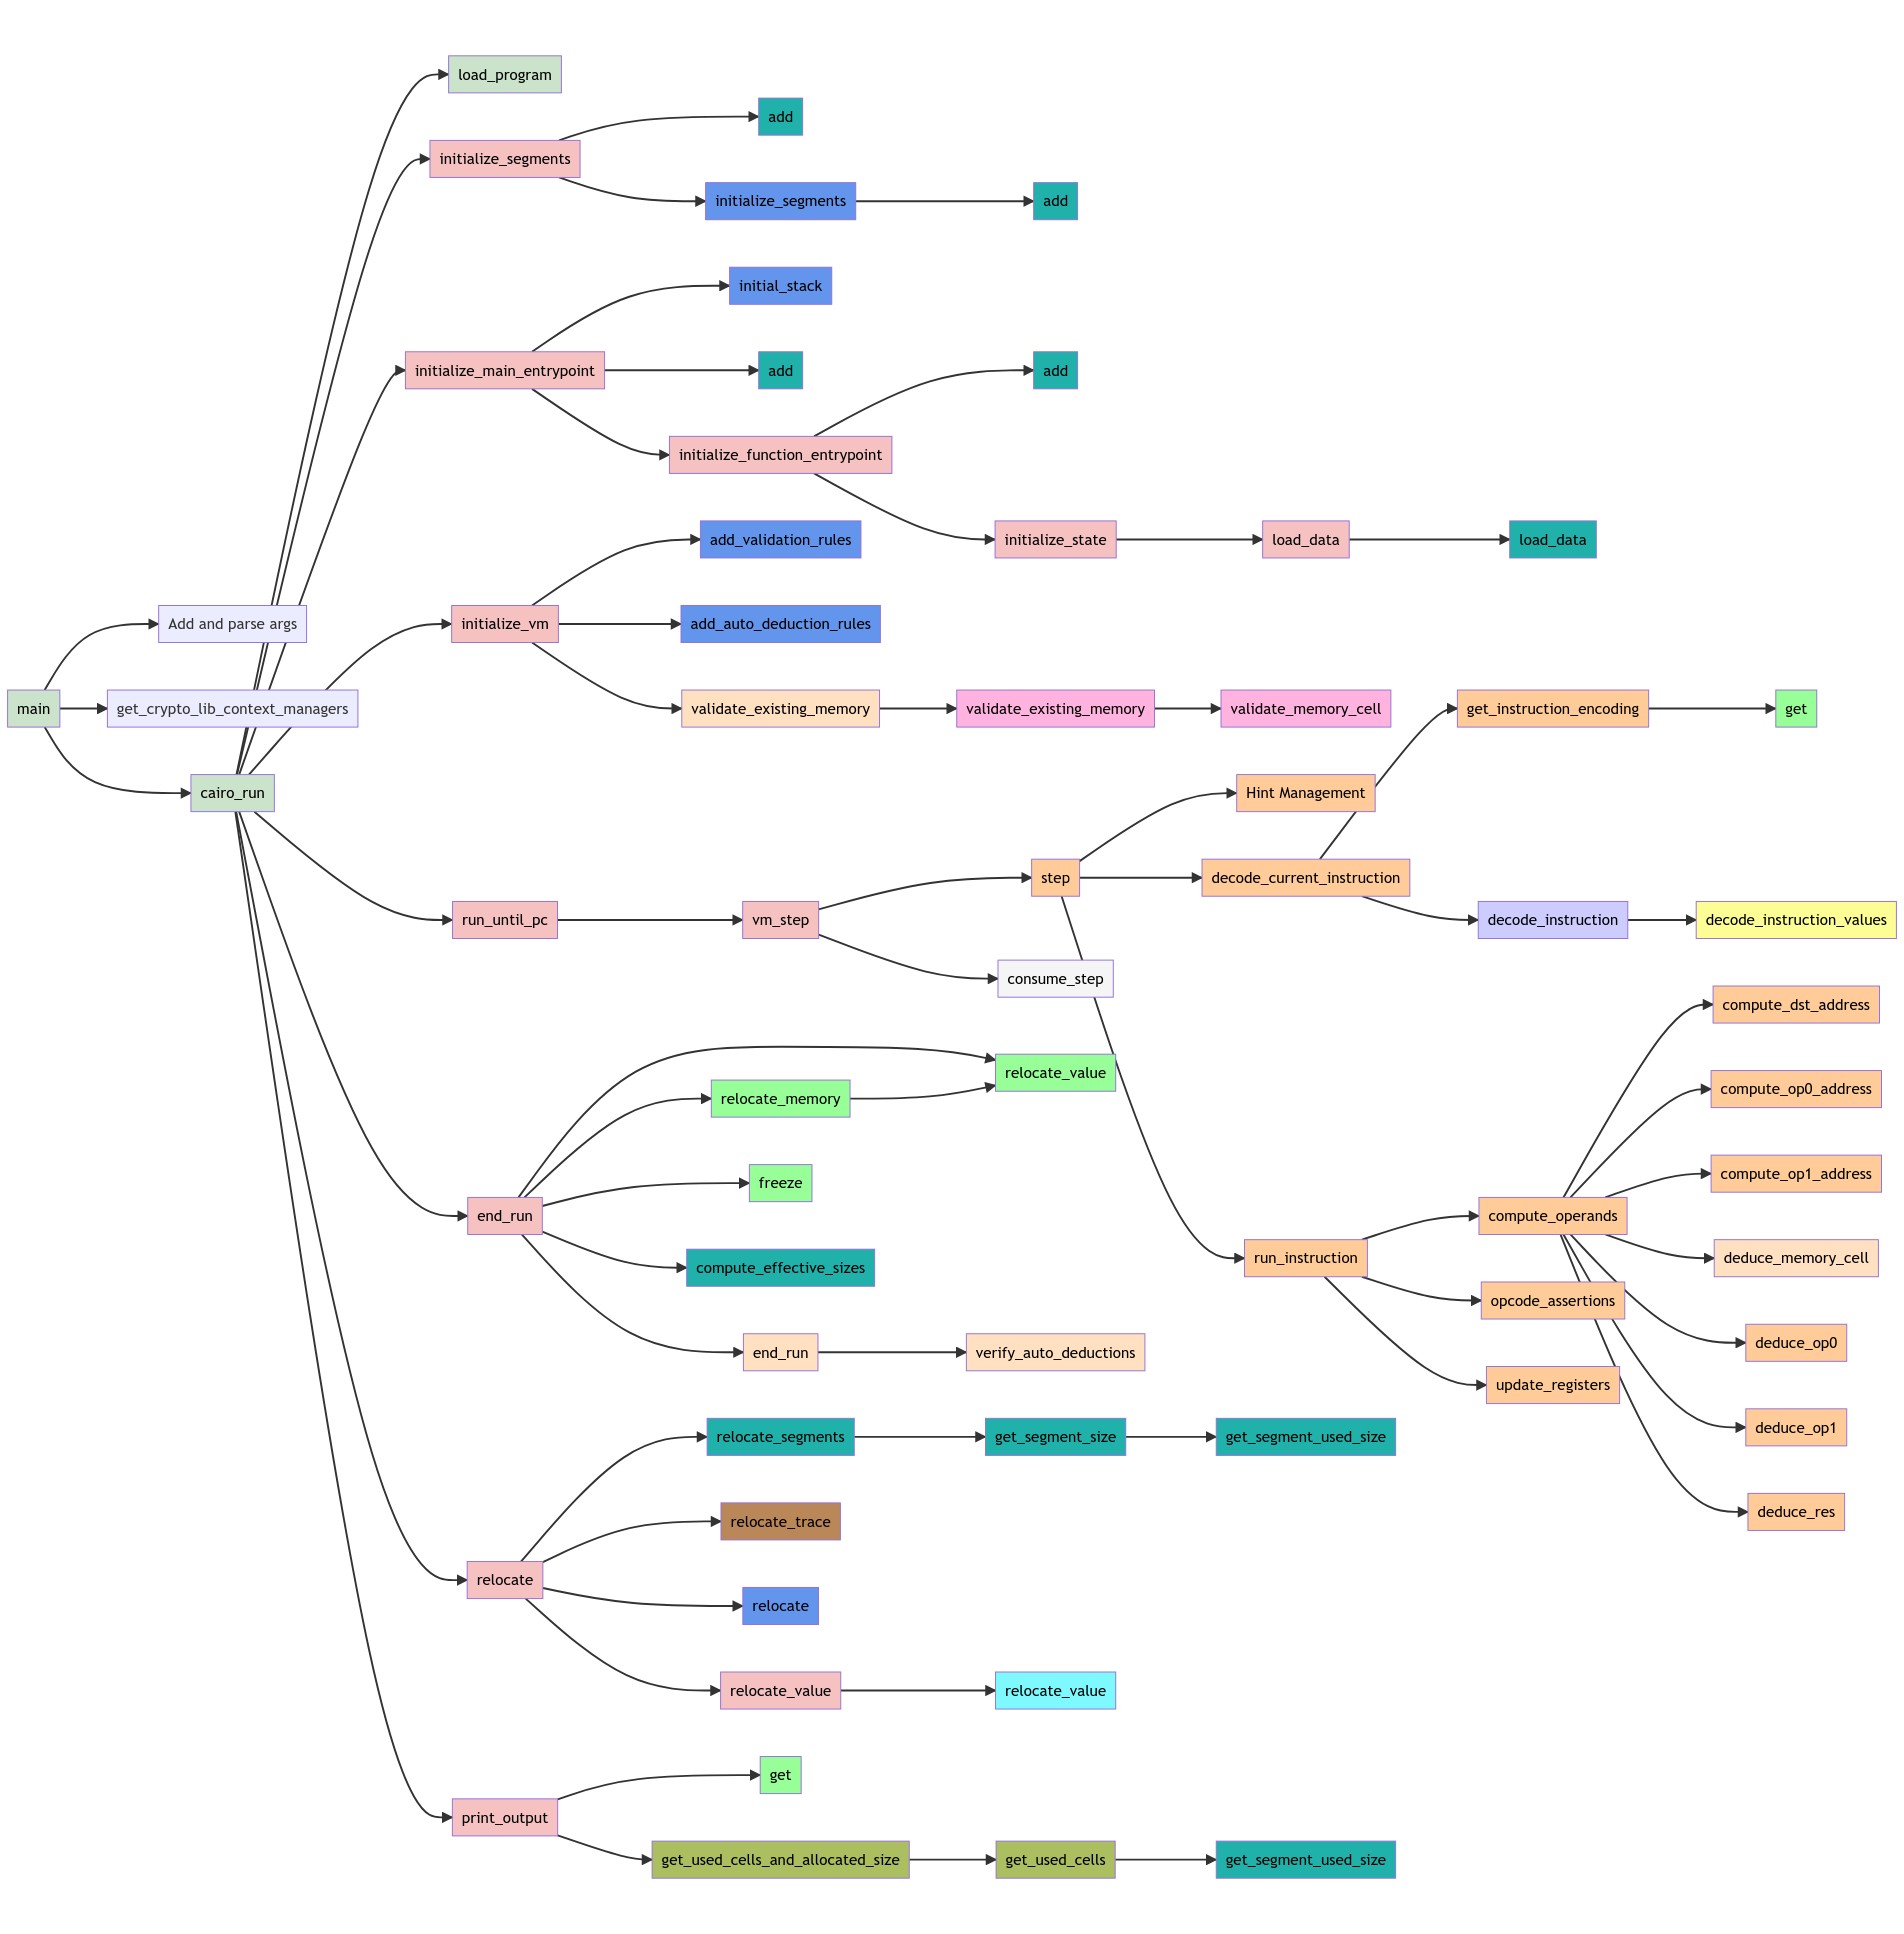 load_program
add
initialize_segments
initialize_segments
add
initial_stack
initialize_main_entrypoint
add
add
initialize_function_entrypoint
add_validation_rules
initialize_state
load_data
load_data
Add and parse args
initialize_vm
add_auto_deduction_rules
main
get_crypto_lib_context_managers
validate_existing_memory
validate_existing_memory
validate_memory_cell
get_instruction_encoding
get
cairo_run
Hint Management
step
decode_current_instruction
run_until_pc
vm_step
decode_instruction
decode_instruction_values
consume_step
compute_dst_address
relocate_value
relocate_memory
compute_op0_address
freeze
compute_op1_address
end_run
compute_operands
compute_effective_sizes
run_instruction
deduce_memory_cell
opcode_assertions
end_run
verify_auto_deductions
deduce_op0
update_registers
relocate_segments
get_segment_size
get_segment_used_size
deduce_op1
relocate_trace
deduce_res
relocate
relocate
relocate_value
relocate_value
get
print_output
get_used_cells_and_allocated_size
get_used_cells
get_segment_used_size